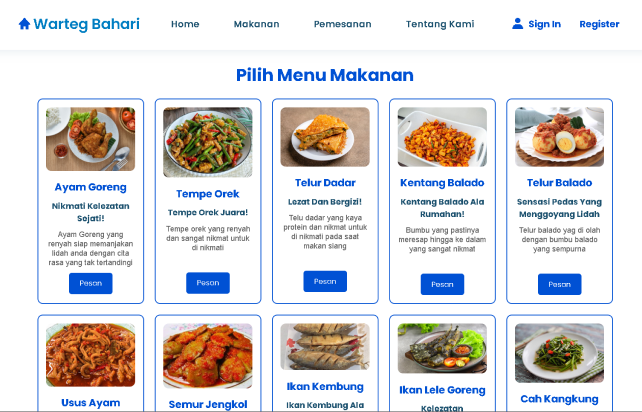 Warteg Bahari Home Makanan Pemesanan Tentang Kami Sign In Register
Pilih Menu Makanan
Ayam Goreng
Nikmati Kelezatan
Sejati!
Ayam Goreng yang
renyah siap memanjakan
lidah anda dengan cita
rasa yang tak tertandingi
Pesan
Tempe Orek
Tempe Orek Juara!
Tempe orek yang renyah
dan sangat nikmat untuk
di nikmati
Pesan
Telur Dadar
Lezat Dan Bergizi!
Telu dadar yang kaya
protein dan nikmat untuk
di nikmati pada saat
makan siang
Pesan
Kentang Balado
Kentang Balado Ala
Rumahan!
Bumbu yang pastinya
meresap hingga ke dalam
yang sangat nikmat
Pesan
Telur Balado
Sensasi Pedas Yang
Menggoyang Lidah
Telur balado yag di olah
dengan bumbu balado
yang sempurna
Pesan
Usus Ayam
Semur Jengkol
Ikan Kembung
Ikan Kembung Ala
Ikan Lele Goreng
Kelezatan
Cah Kangkung